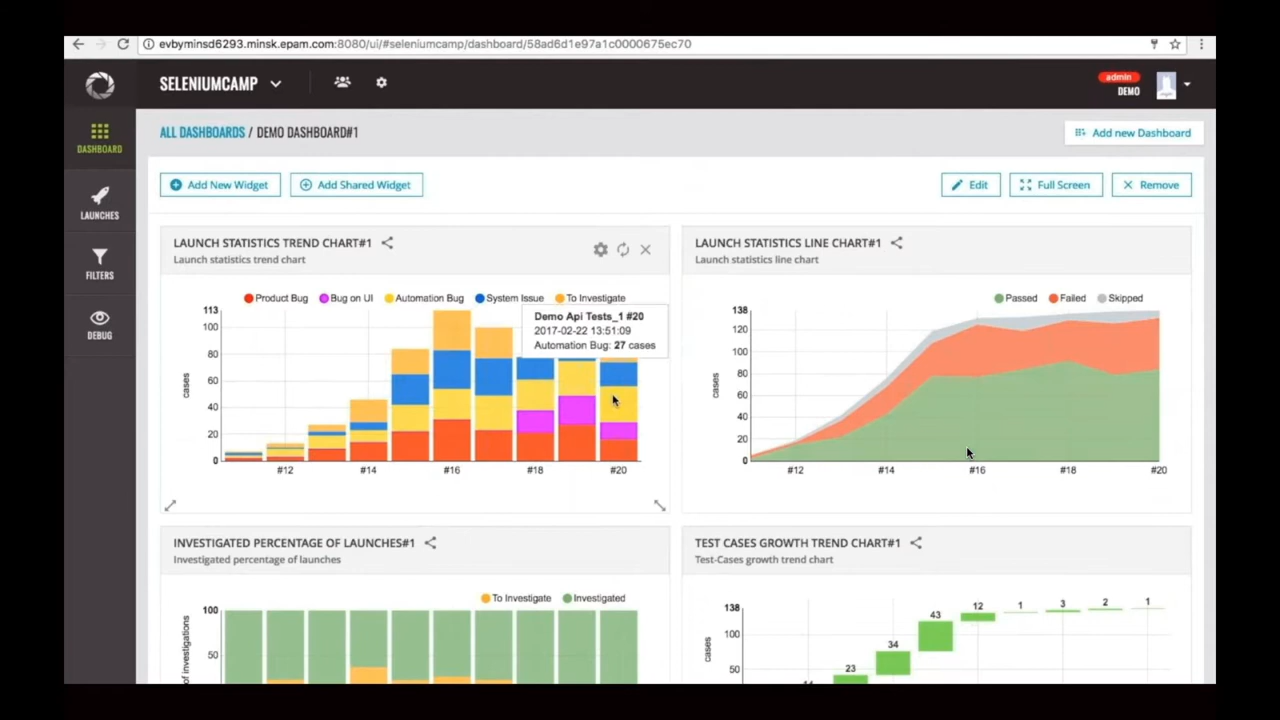 evbyminsd6293.minsk.epam.com:8080/ui/#seleniumcamp/dashboard/58ad6d1e97a1c0000675ec70
SELENIUMCAMP
admin
DEMO
DASHBOARD
LAUNCHES
FILTERS
DEBUG
ALL DASHBOARDS / DEMO DASHBOARD#1
Add new Dashboard
Add New Widget
Add Shared Widget
Edit
Full Screen
Remove
LAUNCH STATISTICS TREND CHART#1
Launch statistics trend chart
Product Bug Bug on UI Automation Bug System Issue To Investigate
Demo Api Tests_1 #20
2017-02-22 13:51:09
Automation Bug: 27 cases
113
100
80
60
40
20
0
cases
#12 #14 #16 #18 #20
LAUNCH STATISTICS LINE CHART#1
Launch statistics line chart
Passed Failed Skipped
138
120
100
80
60
40
20
0
cases
#12 #14 #16 #18 #20
INVESTIGATED PERCENTAGE OF LAUNCHES#1
Investigated percentage of launches
To Investigate Investigated
100
50
of investigations
TEST CASES GROWTH TREND CHART#1
Test-Cases growth trend chart
138
100
50
cases
23 34 43 12 1 3 2 1